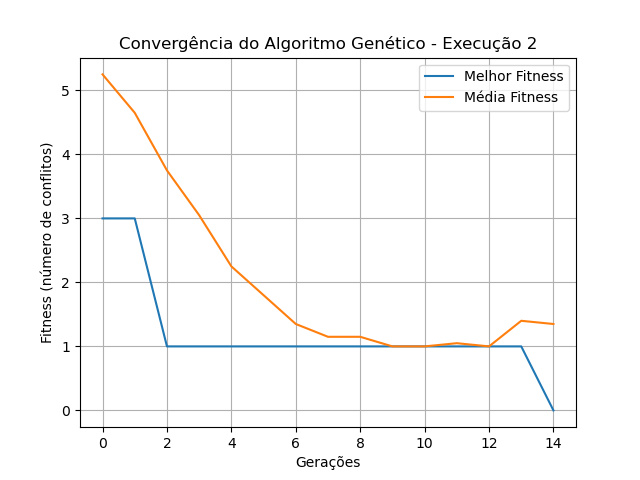 Convergência do Algoritmo Genético - Execução 2
Melhor Fitness
Média Fitness
Fitness (número de conflitos)
5
4
3
2
1
0
0 2 4 6 8 10 12 14
Gerações